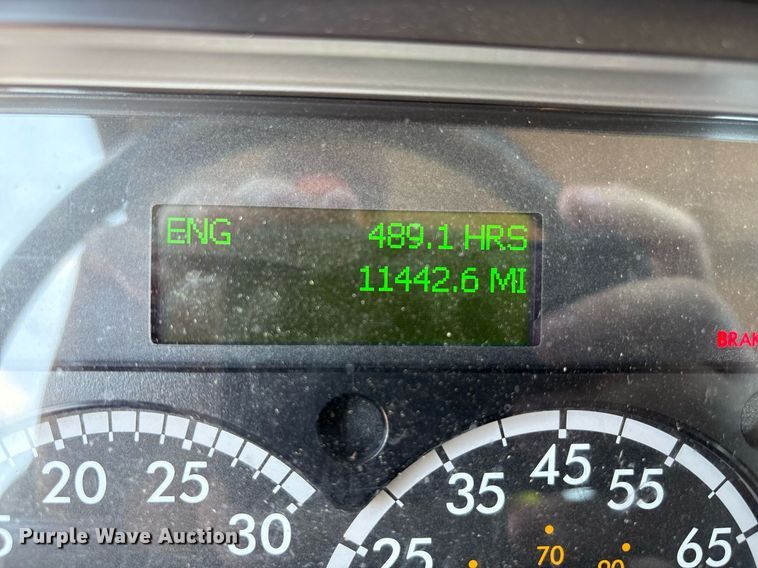 ENG 489.1 HRS
11442.6 MI
BRAK
20 25 30
25 35 45 55 65
70 90
Purple Wave Auction